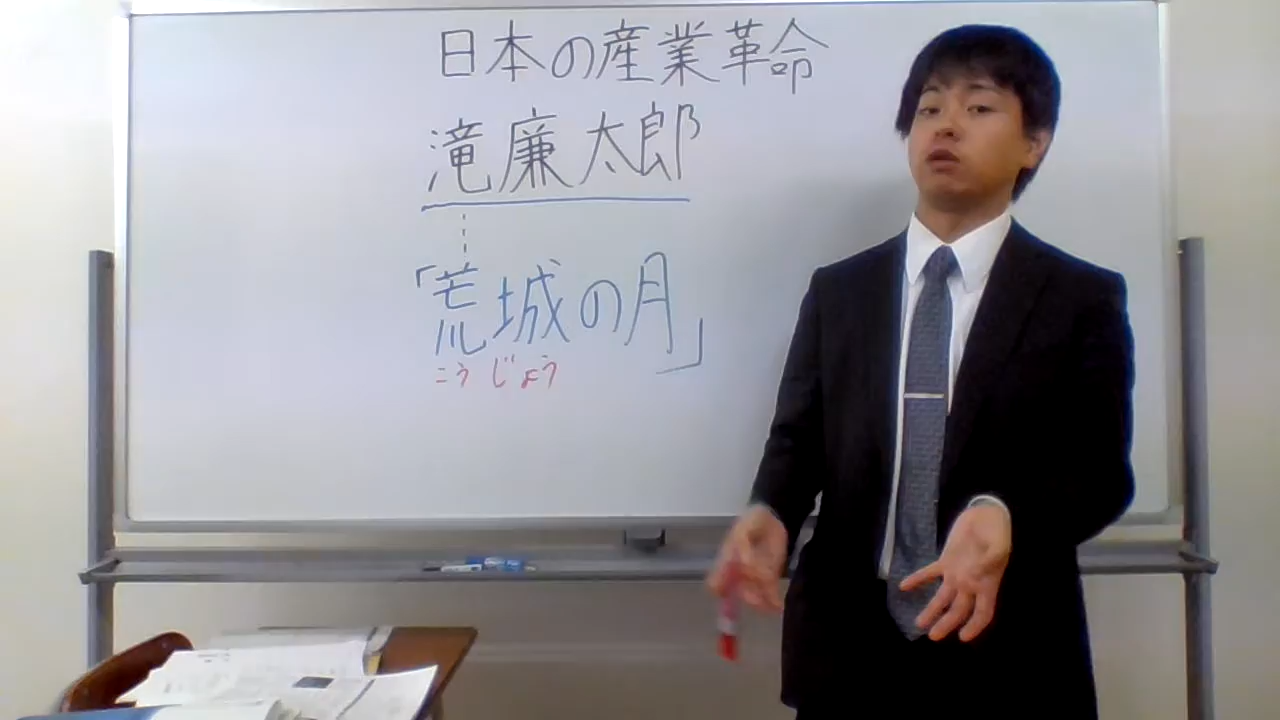 日本の産業革命
滝廉太郎
「荒城の月」
こうじょう